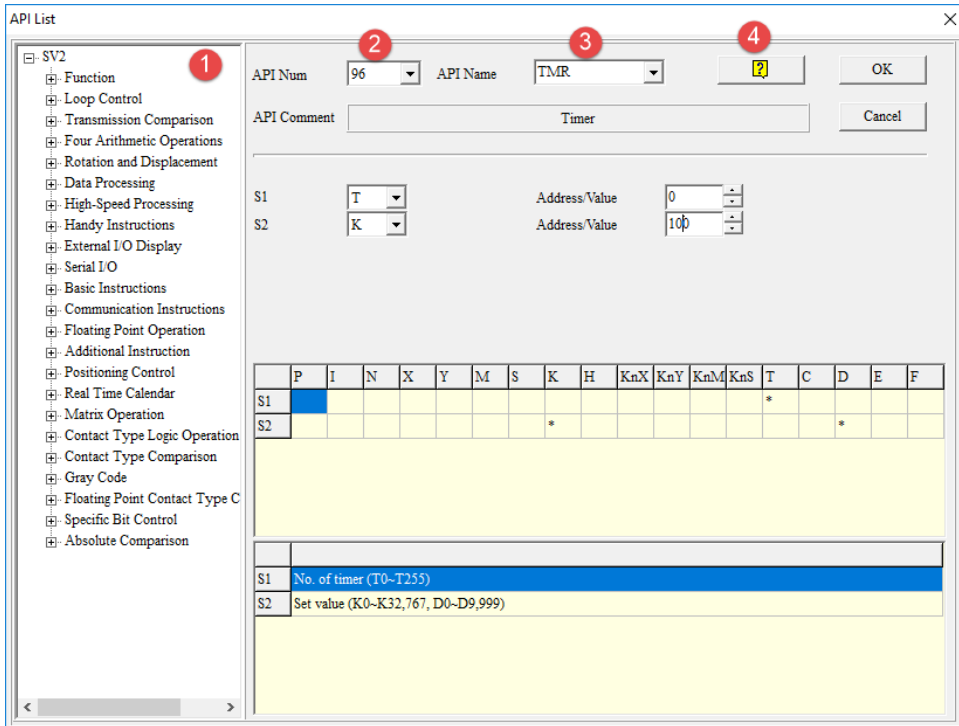 API List
SV2
Function
Loop Control
Transmission Comparison
Four Arithmetic Operations
Rotation and Displacement
Data Processing
High-Speed Processing
Handy Instructions
External I/O Display
Serial I/O
Basic Instructions
Communication Instructions
Floating Point Operation
Additional Instruction
Positioning Control
Real Time Calendar
Matrix Operation
Contact Type Logic Operation
Contact Type Comparison
Gray Code
Floating Point Contact Type C
Specific Bit Control
Absolute Comparison
1
2
3
4
API Num 96 API Name TMR ? OK
API Comment Timer Cancel
S1 T Address/Value 0
S2 K Address/Value 100
P I N X Y M S K H KnX KnY KnM KnS T C D E F
S1 *
S2 * *
S1 No. of timer (T0~T255)
S2 Set value (K0~K32,767, D0~D9,999)